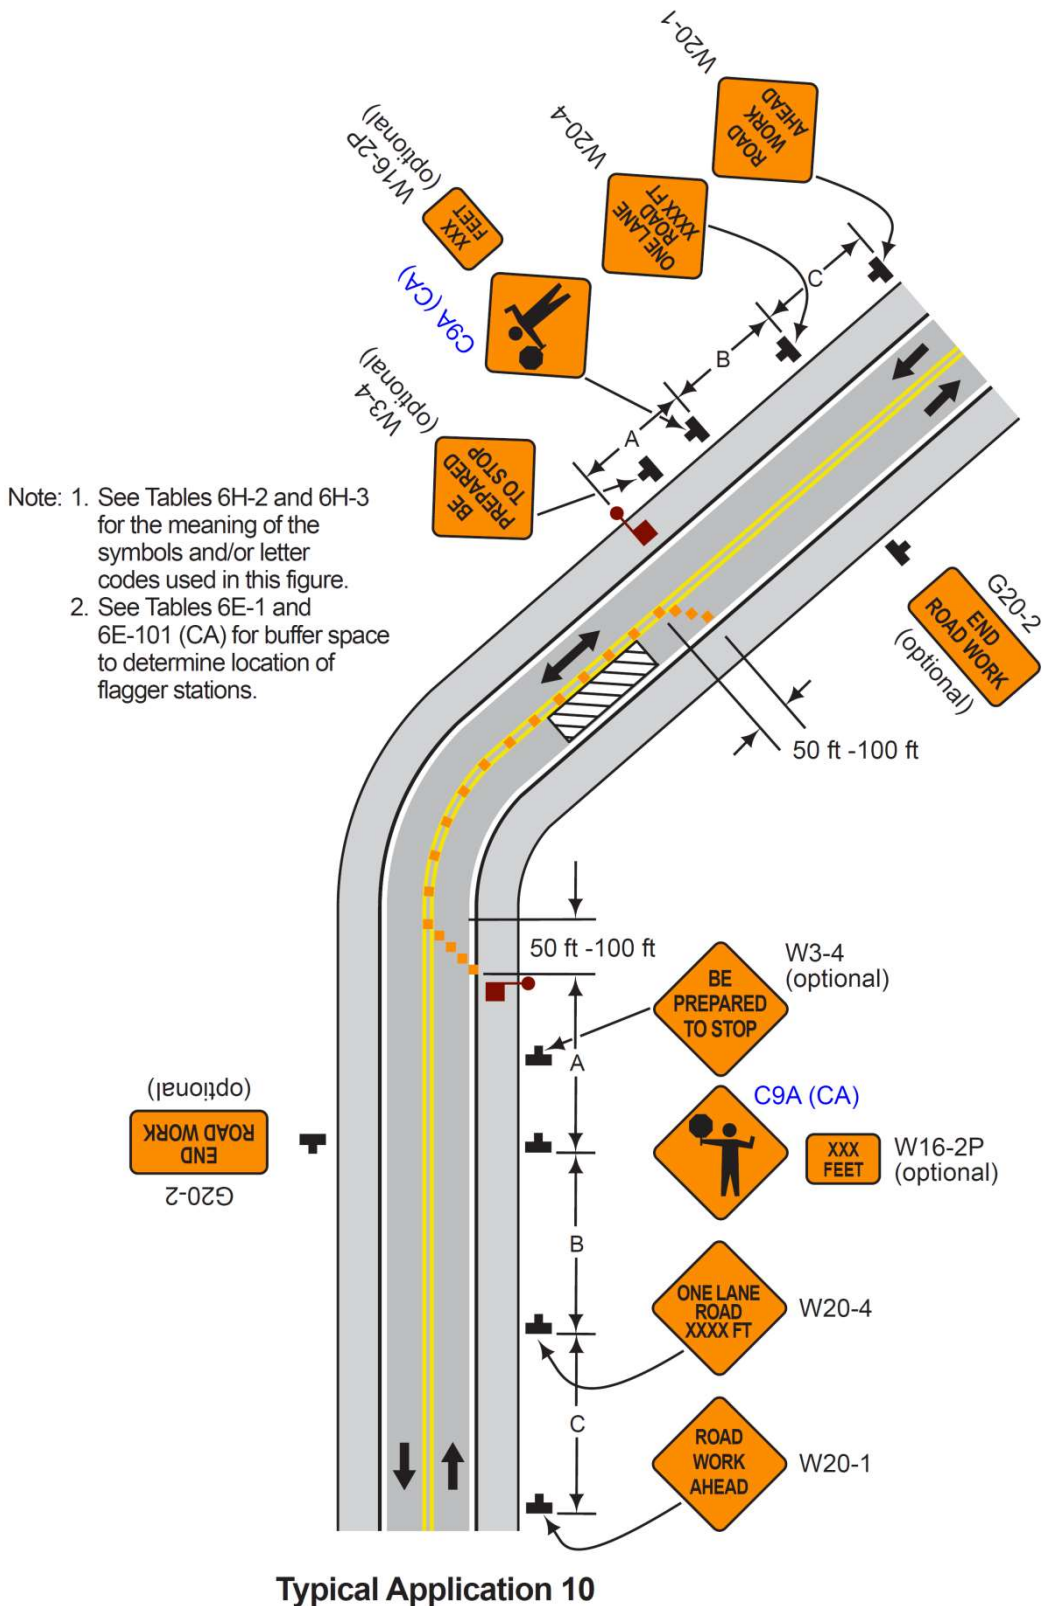 W20-1
ROAD
WORK
AHEAD
W20-4
ONE LANE
ROAD
XXXX FT
W16-2P
(optional)
XXX
FEET
C9A (CA)
W3-4
(optional)
BE
PREPARED
TO STOP
C
B
A
Note: 1. See Tables 6H-2 and 6H-3
for the meaning of the
symbols and/or letter
codes used in this figure.
2. See Tables 6E-1 and
6E-101 (CA) for buffer space
to determine location of
flagger stations.
G20-2
END
ROAD WORK
(optional)
50 ft -100 ft
50 ft -100 ft
W3-4
(optional)
BE
PREPARED
TO STOP
A
C9A (CA)
XXX
FEET
W16-2P
(optional)
G20-2
END
ROAD WORK
(optional)
B
ONE LANE
ROAD
XXXX FT
W20-4
C
ROAD
WORK
AHEAD
W20-1
Typical Application 10